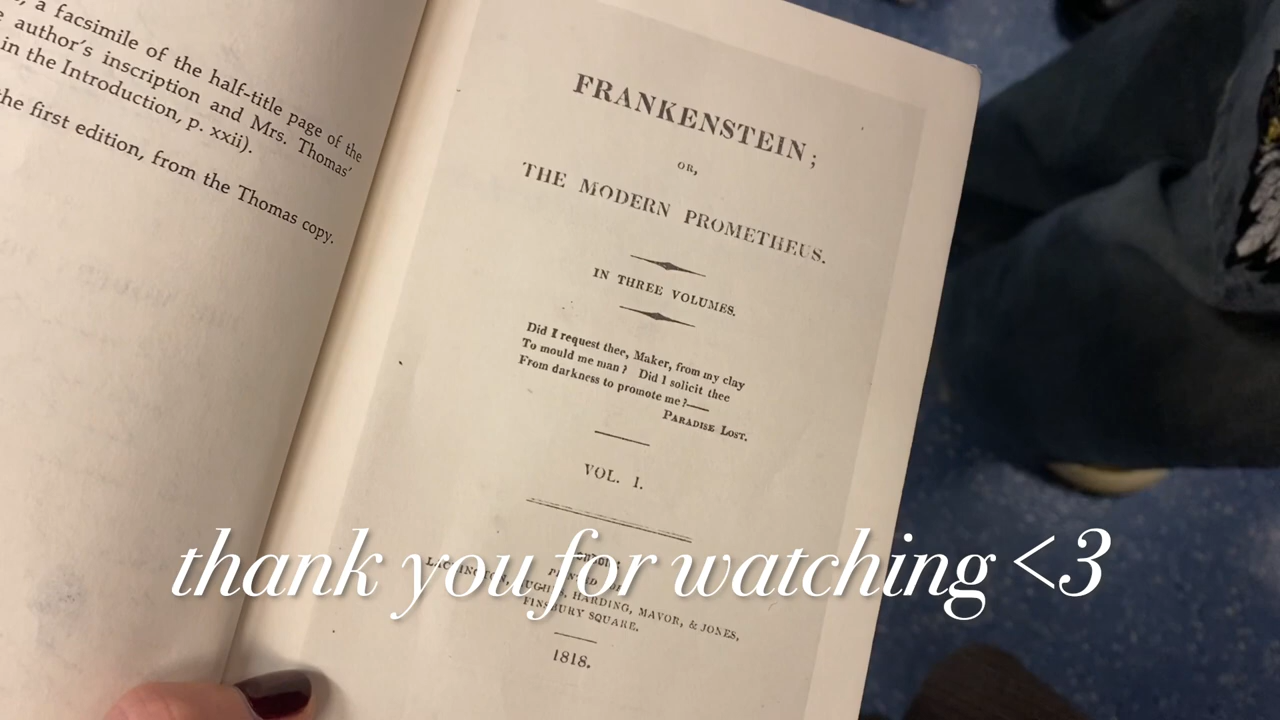 , a facsimile of the half-title page of the
author's inscription and Mrs. Thomas'
in the Introduction, p. xxii).
the first edition, from the Thomas copy.
FRANKENSTEIN;
OR,
THE MODERN PROMETHEUS.
IN THREE VOLUMES.
Did I request thee, Maker, from my clay
To mould me man? Did I solicit thee
From darkness to promote me?—
PARADISE LOST.
VOL. I.
thank you for watching <3
HARDING, MAVOR, & JONES,
FINSBURY SQUARE.
1818.